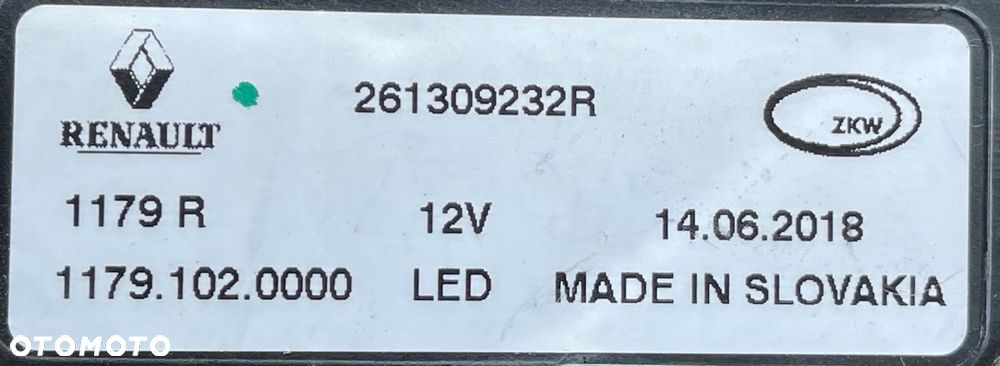 RENAULT
261309232R
ZKW
1179 R 12V 14.06.2018
1179.102.0000 LED MADE IN SLOVAKIA
OTOMOTO